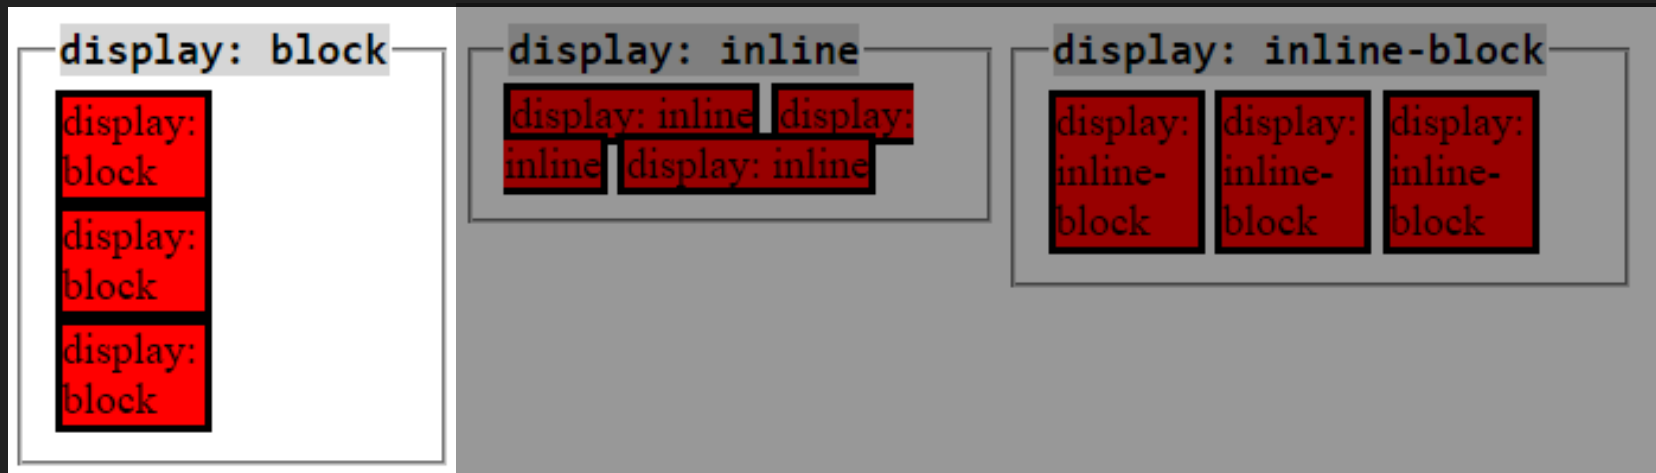 display: block
display:
block
display:
block
display:
block
display: inline
display: inline display:
inline display: inline
display: inline-block
display: display: display:
inline- inline- inline-
block block block